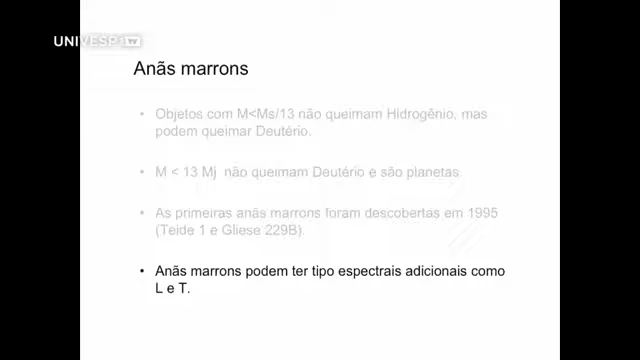 UNIVESP TV
Anãs marrons
• Objetos com M<Ms/13 não queimam Hidrogênio, mas
podem queimar Deutério.
• M < 13 Mj não queimam Deutério e são planetas
• As primeiras anãs marrons foram descobertas em 1995
(Teide 1 e Gliese 229B).
• Anãs marrons podem ter tipo espectrais adicionais como
L e T.